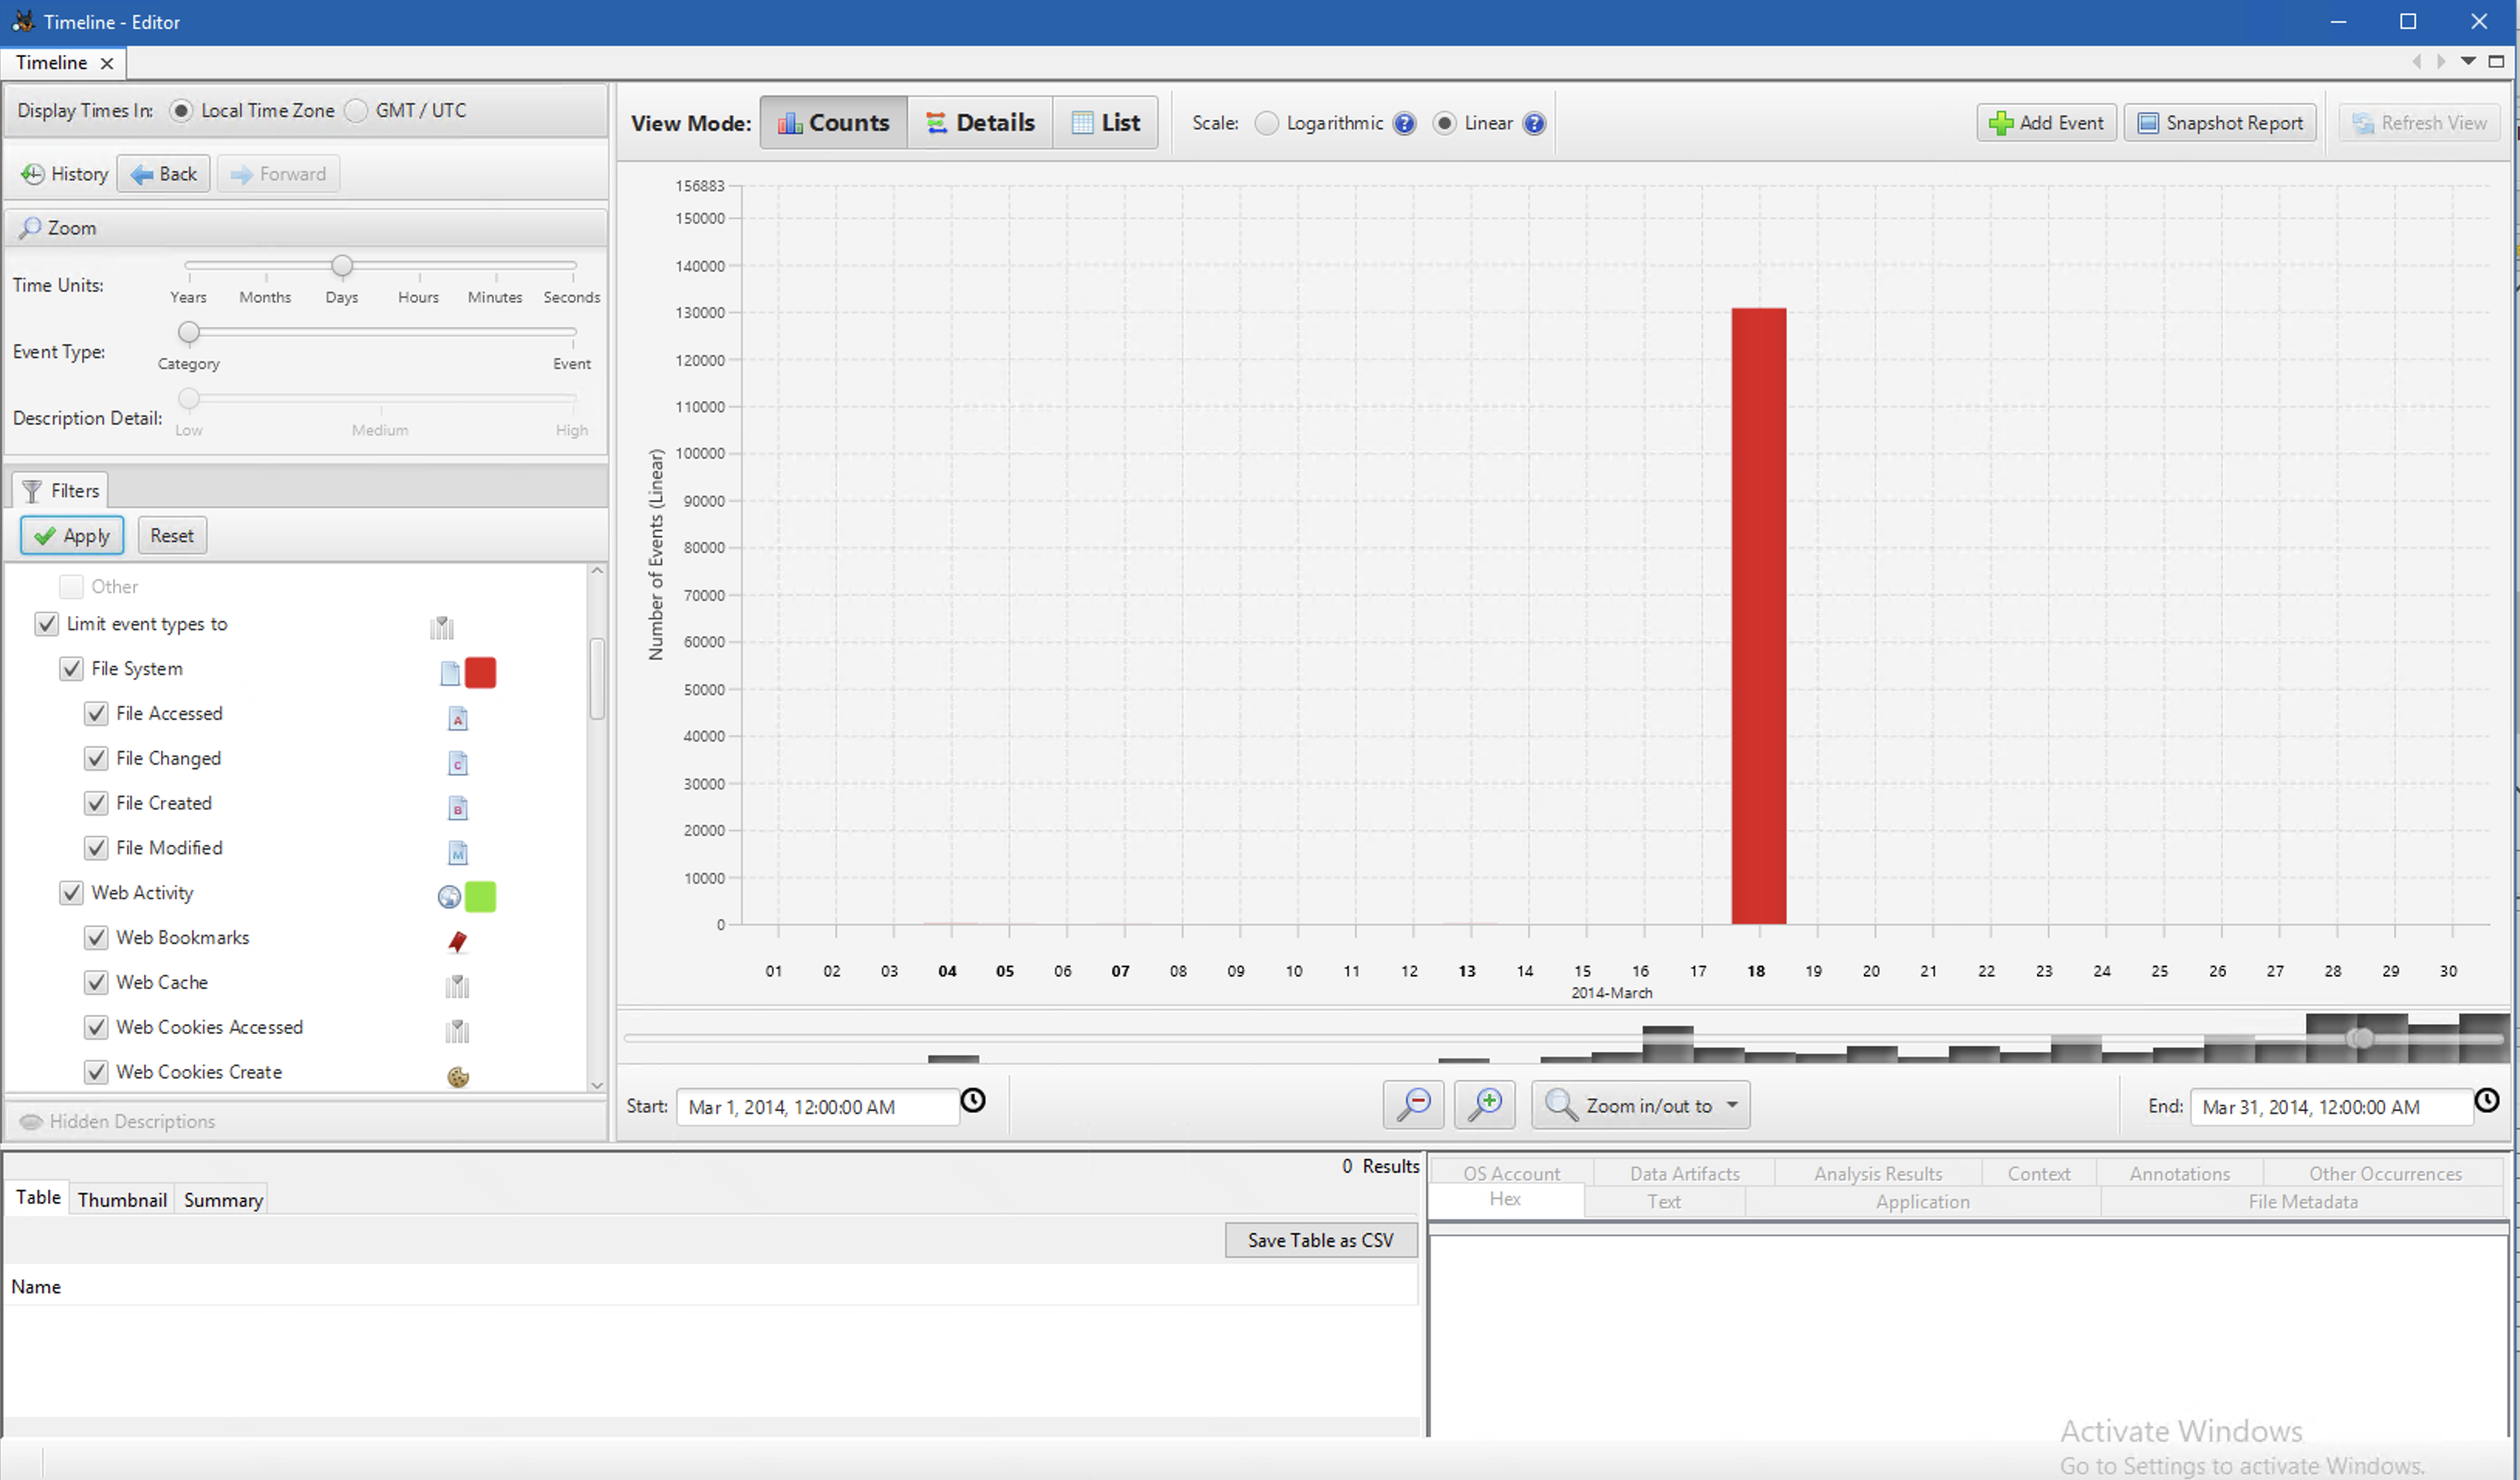 Timeline - Editor
Timeline
Display Times In: Local Time Zone GMT / UTC
History Back Forward
Zoom
Time Units:
Years Months Days Hours Minutes Seconds
Event Type:
Category Event
Description Detail:
Low Medium High
Filters
Apply Reset
Other
Limit event types to
File System
File Accessed
A
File Changed
C
File Created
B
File Modified
M
Web Activity
Web Bookmarks
Web Cache
Web Cookies Accessed
Web Cookies Create
Hidden Descriptions
View Mode: Counts Details List Scale: Logarithmic ? Linear ? Add Event Snapshot Report Refresh View
Number of Events (Linear)
156883
150000
140000
130000
120000
110000
100000
90000
80000
70000
60000
50000
40000
30000
20000
10000
0
01 02 03 04 05 06 07 08 09 10 11 12 13 14 15 16 17 18 19 20 21 22 23 24 25 26 27 28 29 30
2014-March
Start: Mar 1, 2014, 12:00:00 AM Zoom in/out to End: Mar 31, 2014, 12:00:00 AM
0 Results
Table Thumbnail Summary
Save Table as CSV
Name
OS Account Data Artifacts Analysis Results Context Annotations Other Occurrences
Hex Text Application File Metadata
Activate Windows
Go to Settings to activate Windows.